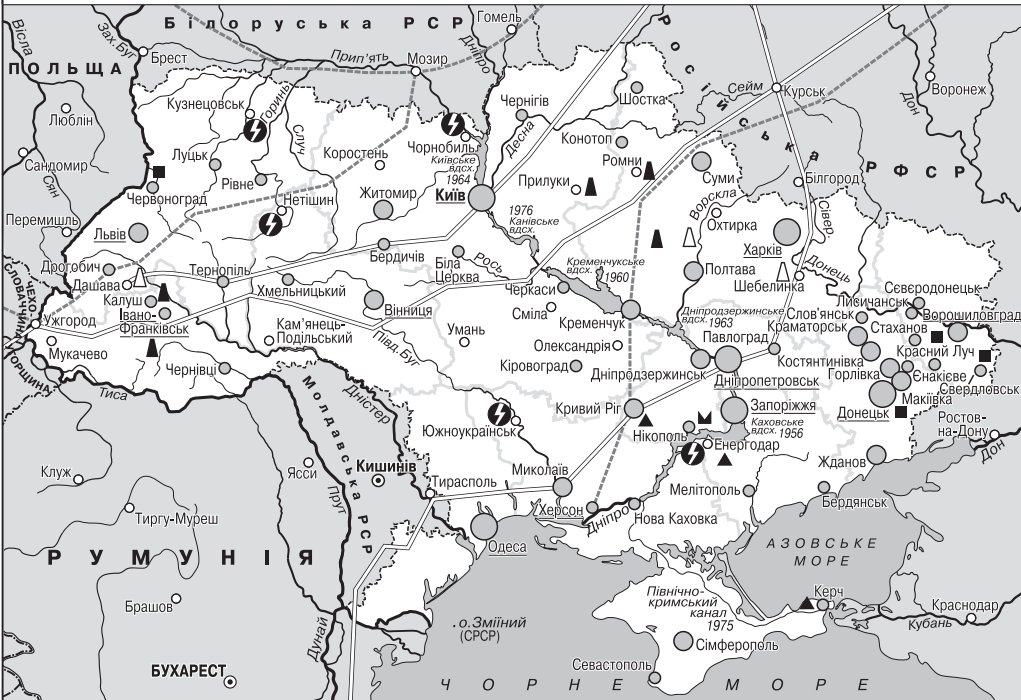 Білоруська РСР
Гомель
Російська РФСР
Вісла
Зах.Буг
Брест
Прип'ять
Мозир
Дніпро
ПОЛЬЩА
Люблін
Кузнецовськ
Горинь
Случ
Чернігів
Десна
Шостка
Сейм
Курськ
Дон
Воронеж
Сандомир
Сян
Луцьк
Рівне
Коростень
Чорнобиль
Київське
вдсх.
1964
Конотоп
Ромни
Прилуки
Суми
Білгород
Червоноград
Нетішин
Житомир
Київ
Перемишль
Львів
1976
Канівське
вдсх.
Ворскла
Охтирка
Харків
Сівер.
Донець
Дрогобич
Дашава
Калуш
Івано-
Франківськ
Тернопіль
Хмельницький
Бердичів
Біла
Церква
Рось
Кременчуцьке
вдсх.
1960
Полтава
Шебелинка
Черкаси
Сміла
Вінниця
ЧЕХО-
СЛОВАЧЧИНА
Ужгород
Мукачево
УГОРЩИНА
Тиса
Чернівці
Кам'янець-
Подільський
Півд.Буг
Умань
Кременчук
Олександрія
Кіровоград
Дніпродзержинське
вдсх.
1963
Павлоград
Дніпродзержинськ
Дніпропетровськ
Сєвєродонецьк
Лисичанськ
Ворошиловград
Слов'янськ
Краматорськ
Стаханов
Красний Луч
Костянтинівка
Горлівка
Єнакієве
Свердловськ
Макіївка
Донецьк
Ростов-
на-Дону
Дон
Молдавська РСР
Дністер
Кривий Ріг
Запоріжжя
Каховське
вдсх. 1956
Южноукраїнськ
Нікополь
Енергодар
Жданов
Клуж
Ясси
Прут
Кишинів
Тирасполь
Миколаїв
Херсон
Дніпро
Нова Каховка
Мелітополь
Бердянськ
Тиргу-Муреш
Одеса
РУМУНІЯ
АЗОВСЬКЕ
МОРЕ
Брашов
Дунай
о.Зміїний
(СРСР)
Північно-
кримський
канал
1975
Керч
Краснодар
Кубань
Сімферополь
БУХАРЕСТ
Севастополь
ЧОРНЕ МОРЕ